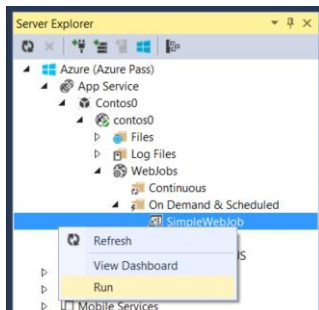 Server Explorer
Azure (Azure Pass)
App Service
Contos0
contos0
Files
Log Files
WebJobs
Continuous
On Demand & Scheduled
SimpleWebJob
Refresh
View Dashboard
Run
Mobile Services